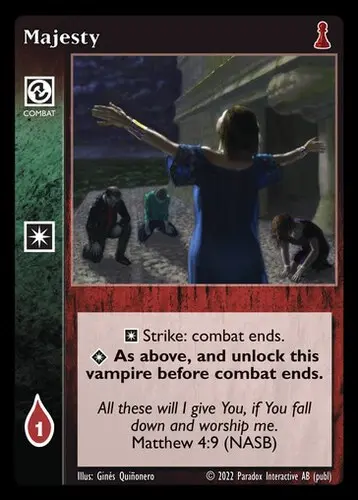 Majesty
COMBAT
Strike: combat ends.
As above, and unlock this
vampire before combat ends.
All these will I give You, if You fall
down and worship me.
Matthew 4:9 (NASB)
1
Illus: Ginés Quiñonero © 2022 Paradox Interactive AB (publ)